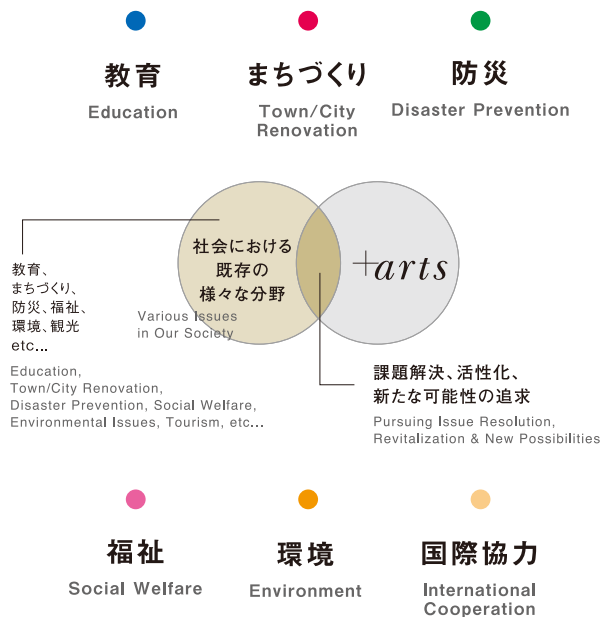 教育
Education
まちづくり
Town/City
Renovation
防災
Disaster Prevention
社会における
既存の
様々な分野
Various Issues
in Our Society
+arts
教育、
まちづくり、
防災、福祉、
環境、観光
etc...
Education,
Town/City Renovation,
Disaster Prevention, Social Welfare,
Environmental Issues, Tourism, etc...
課題解決、活性化、
新たな可能性の追求
Pursuing Issue Resolution,
Revitalization & New Possibilities
福祉
Social Welfare
環境
Environment
国際協力
International
Cooperation